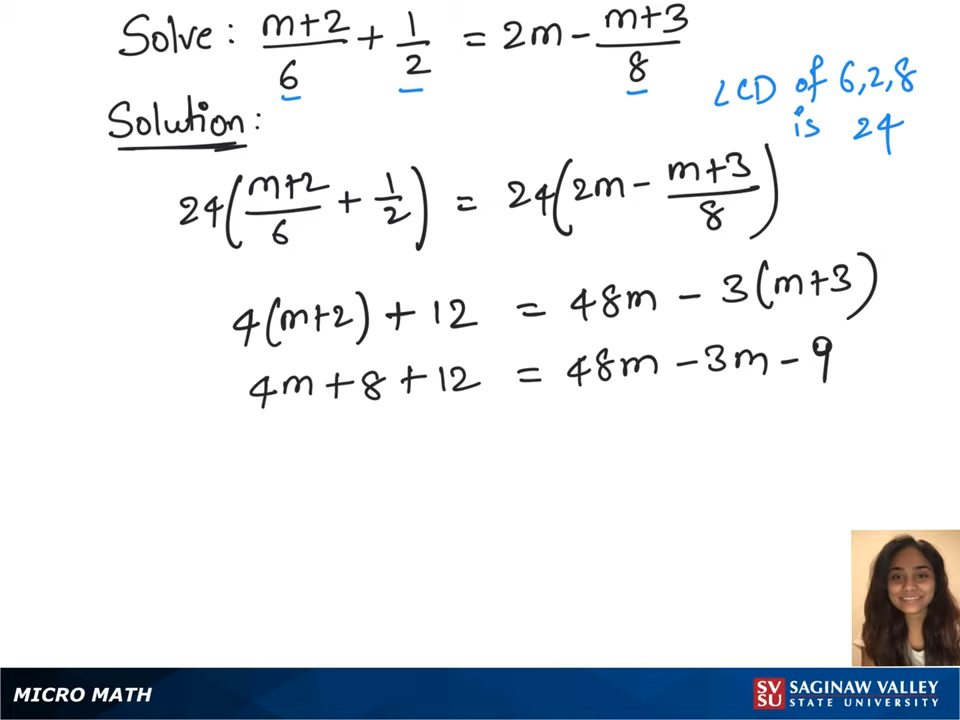 Solve: (m+2)/6 + 1/2 = 2m - (m+3)/8
LCD of 6,2,8
is 24
Solution:
24((m+2)/6 + 1/2) = 24(2m - (m+3)/8)
4(m+2) + 12 = 48m - 3(m+3)
4m + 8 + 12 = 48m - 3m - 9
MICRO MATH
SV
SU
SAGINAW VALLEY
STATE UNIVERSITY